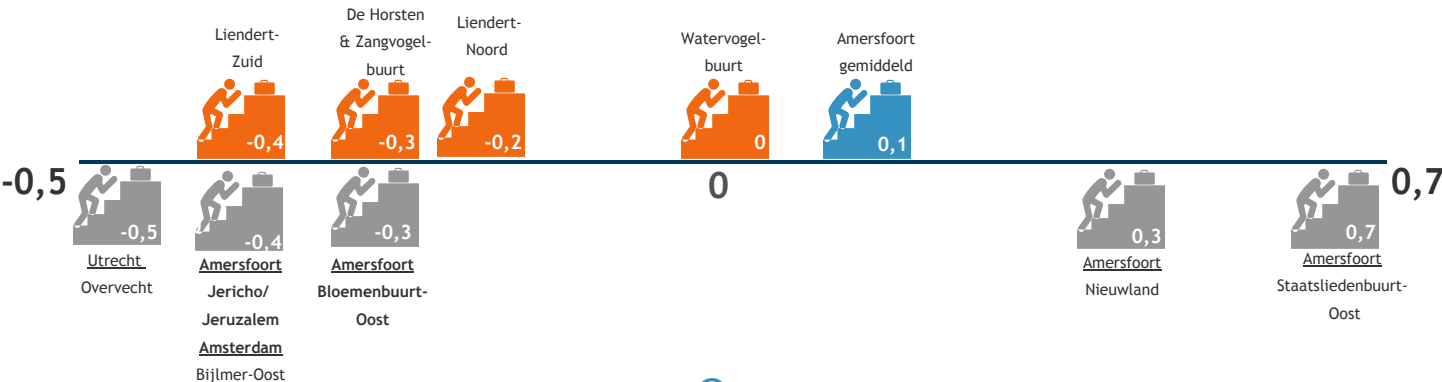 Liendert-
Zuid
De Horsten
& Zangvogel-
buurt
Liendert-
Noord
Watervogel-
buurt
Amersfoort
gemiddeld
-0,4
-0,3
-0,2
0
0,1
-0,5
0
0,7
-0,5
-0,4
-0,3
0,3
0,7
Utrecht
Overvecht
Amersfoort
Jericho/
Jeruzalem
Amsterdam
Bijlmer-Oost
Amersfoort
Bloemenbuurt-
Oost
Amersfoort
Nieuwland
Amersfoort
Staatsliedenbuurt-
Oost